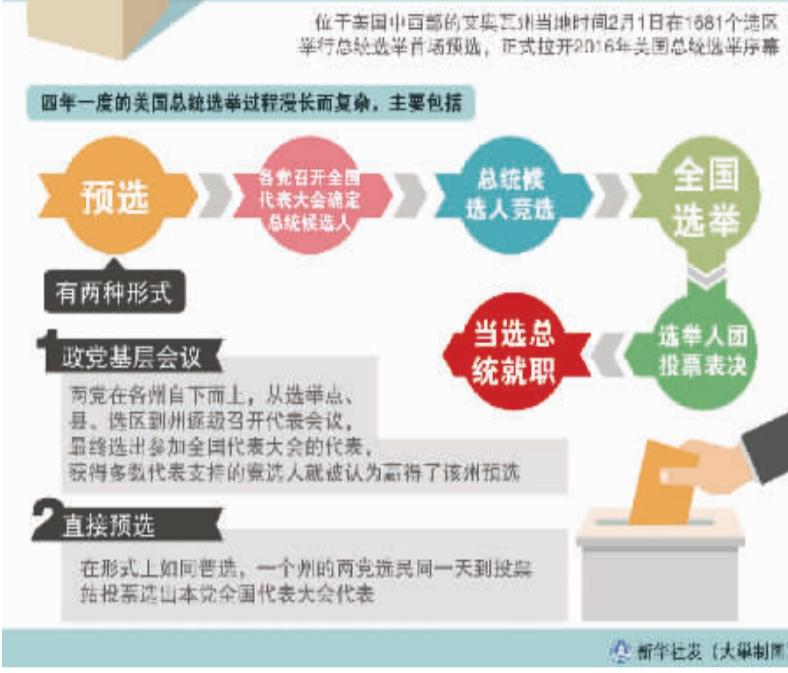 位于美国中西部的艾奥瓦州当地时间2月1日在1681个选区
举行总统选举首场预选，正式拉开2016年美国总统选举序幕
四年一度的美国总统选举过程漫长而复杂，主要包括
预选
各党召开全国
代表大会确定
总统候选人
总统候
选人竞选
全国
选举
有两种形式
当选总
统就职
选举人团
投票表决
1 政党基层会议
两党在各州自下而上，从选举点、
县、选区到州逐级召开代表会议，
最终选出参加全国代表大会的代表，
获得多数代表支持的竞选人就被认为赢得了该州预选
2 直接预选
在形式上如同普选，一个州的两党选民同一天到投票
站投票选出本党全国代表大会代表
新华社发（大巢制图